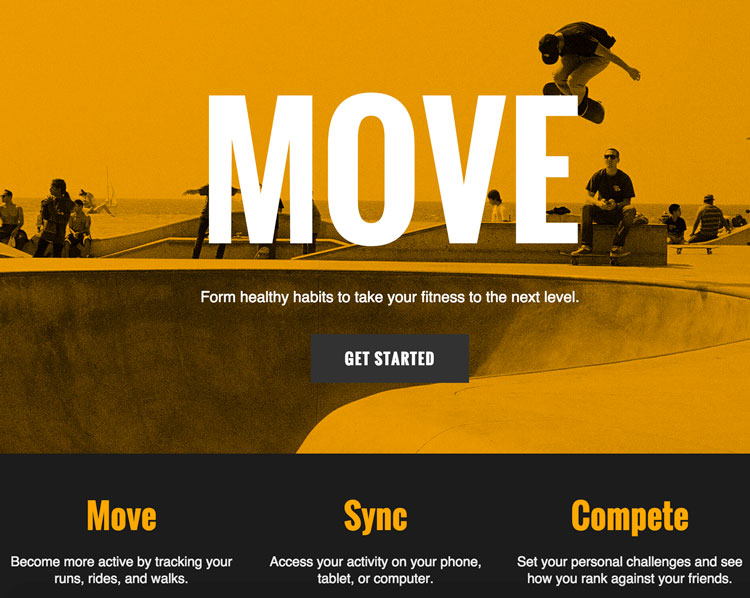 MOVE
Form healthy habits to take your fitness to the next level.
GET STARTED
Move
Become more active by tracking your
runs, rides, and walks.
Sync
Access your activity on your phone,
tablet, or computer.
Compete
Set your personal challenges and see
how you rank against your friends.